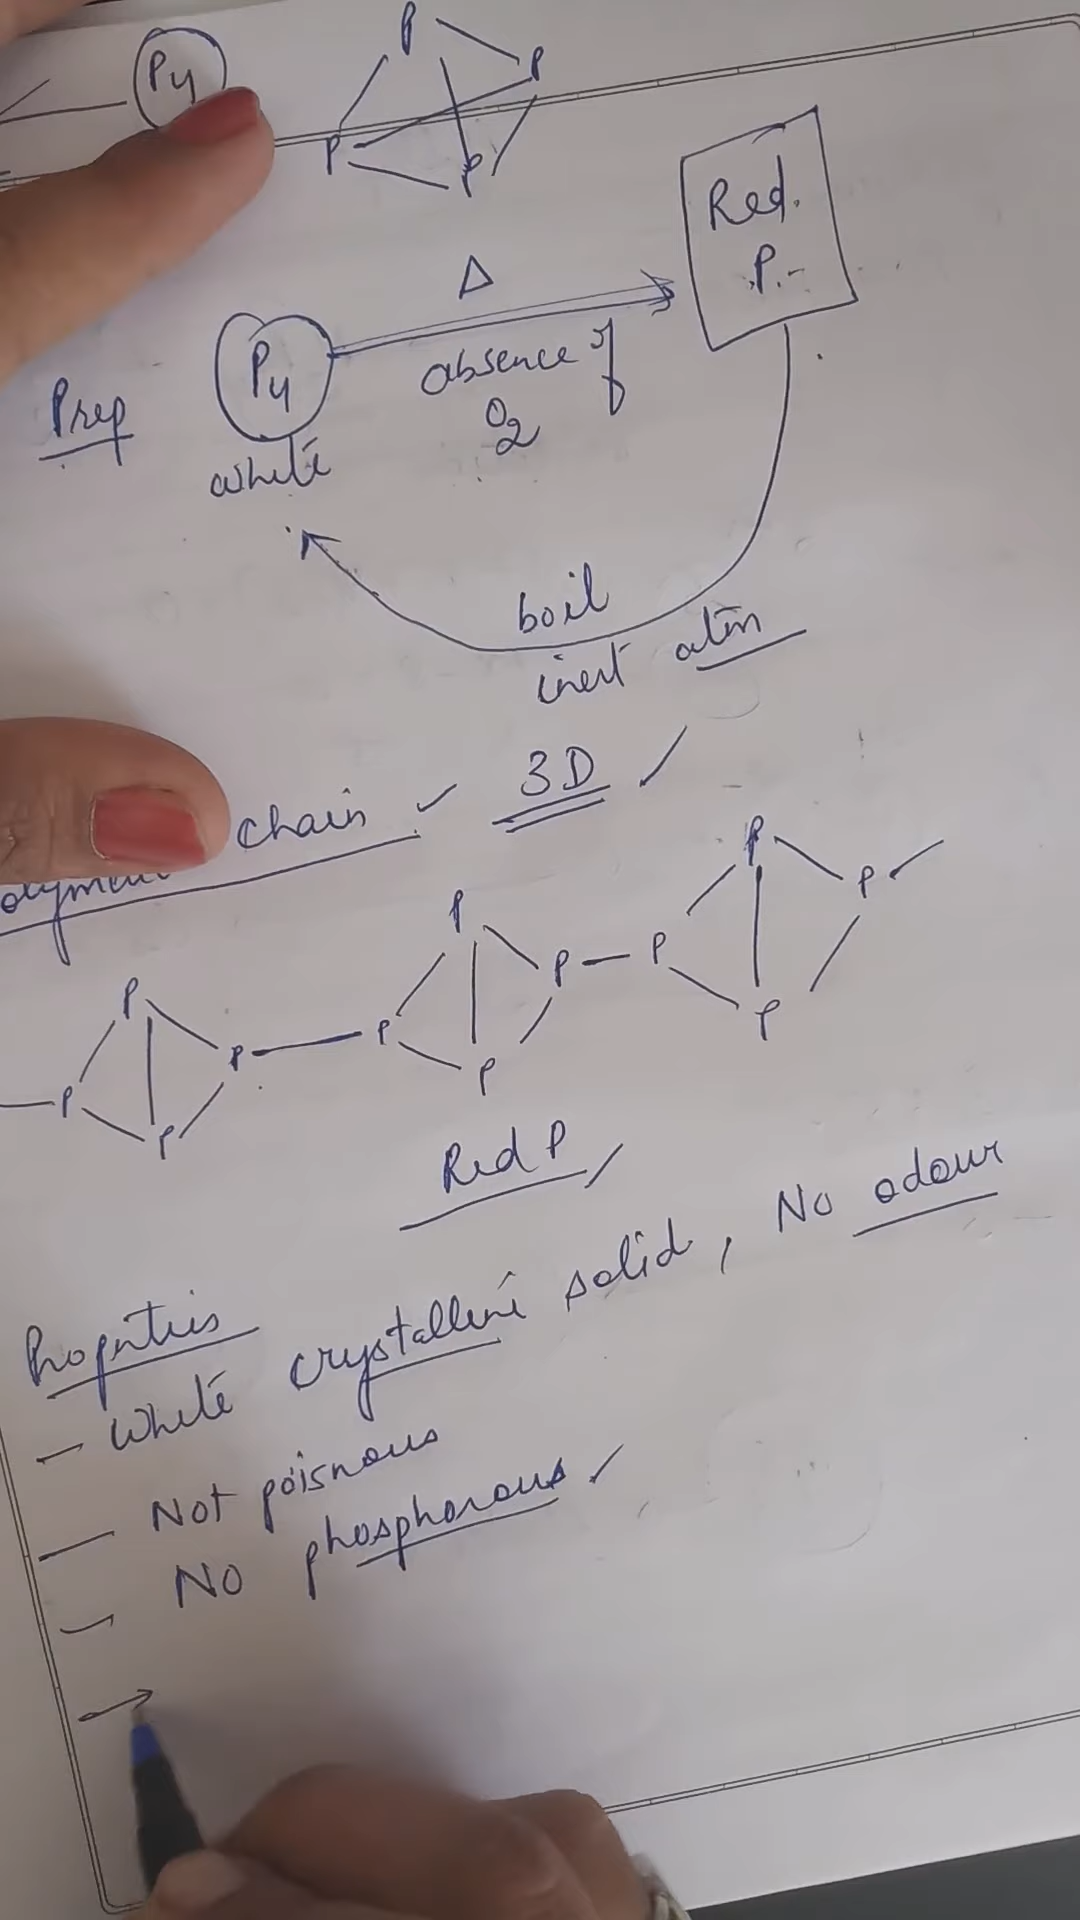 P4
P
P
P
P
Red.
P.-
Δ
Prep
P4
absence of
O2
white
boil
inert atm
chain ✓ 3D ✓
P
P
P
P
P
P
P
P
P
P
P
P
Red P
Properties
— White crystalline solid, No odour
— Not poisnous
— No phosphorous ✓